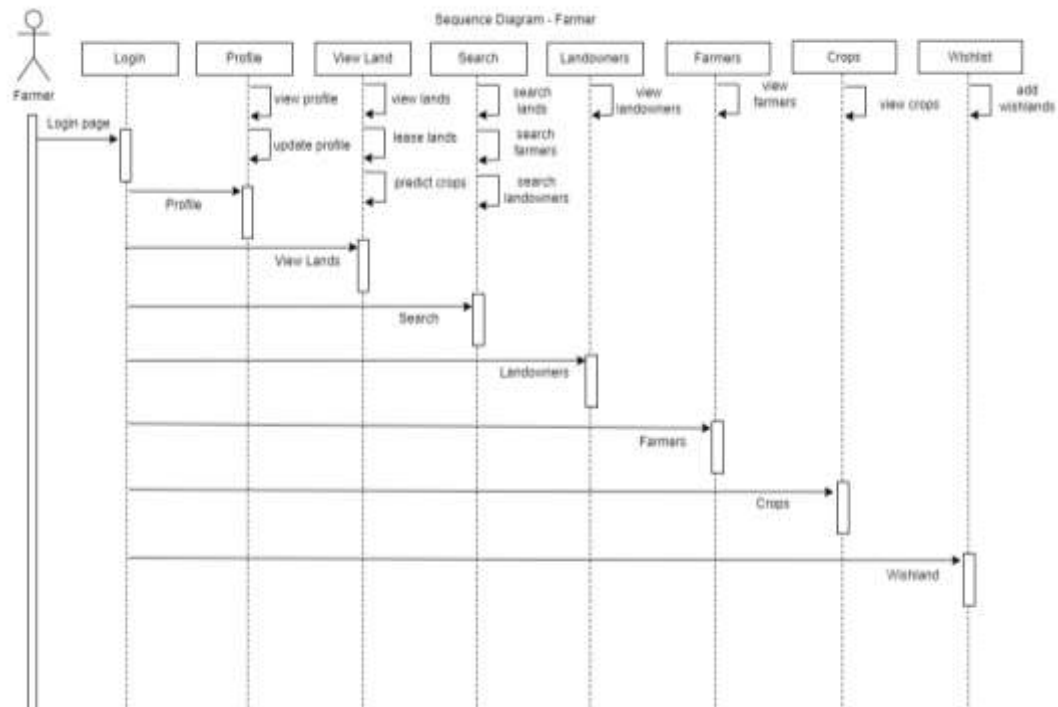 Sequence Diagram - Farmer
Login
Profile
View Land
Search
Landowners
Farmers
Crops
Wishlist
Farmer
view profile
view lands
search
lands
view
landowners
view
farmers
view crops
add
wishlands
Login page
update profile
lease lands
search
farmers
predict crops
search
landowners
Profile
View Lands
Search
Landowners
Farmers
Crops
Wishland